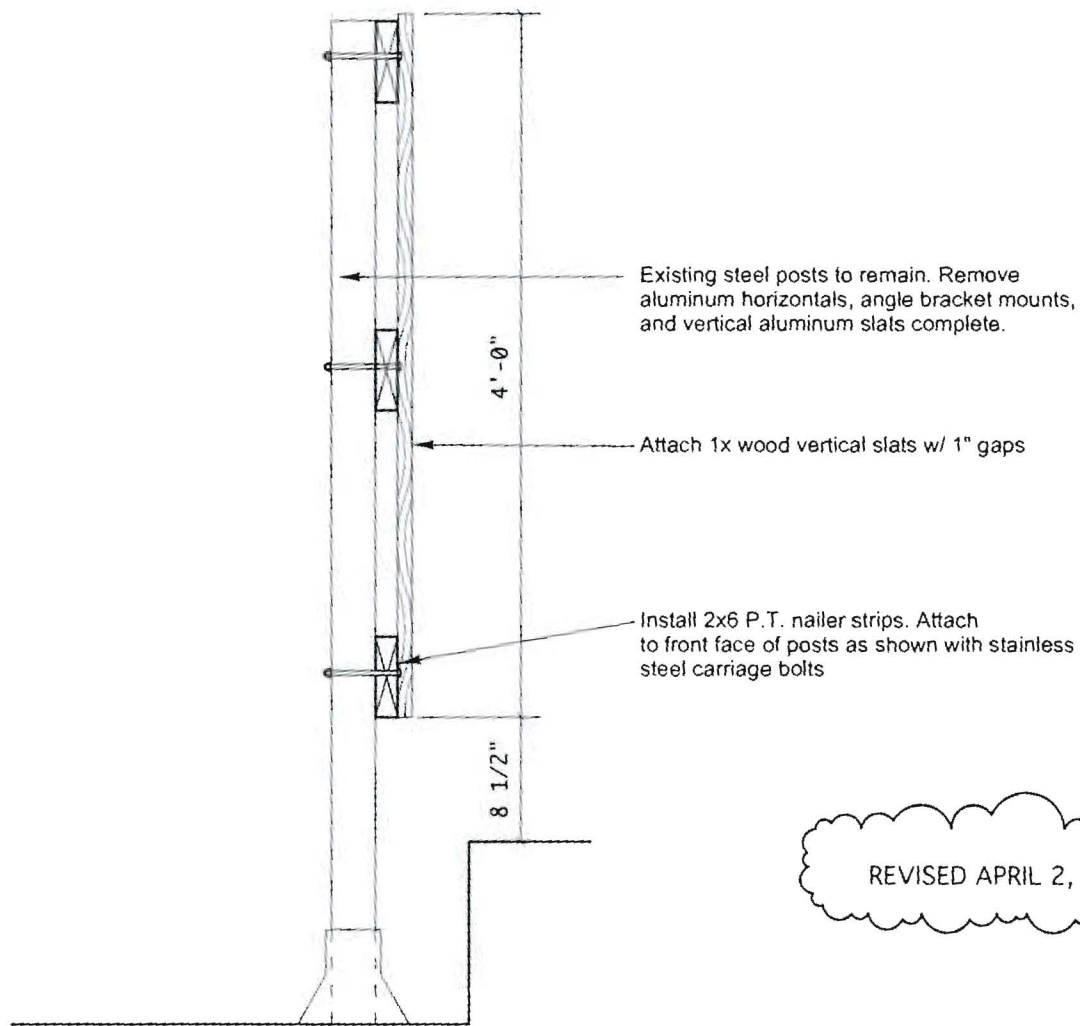 Existing steel posts to remain. Remove
aluminum horizontals, angle bracket mounts,
and vertical aluminum slats complete.
4'-0"
Attach 1x wood vertical slats w/ 1" gaps
Install 2x6 P.T. nailer strips. Attach
to front face of posts as shown with stainless
steel carriage bolts
8 1/2"
REVISED APRIL 2,